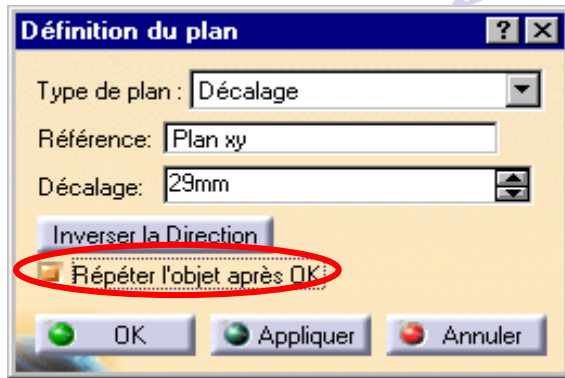 Définition du plan ? ×
Type de plan : Décalage
Référence: Plan xy
Décalage: 29mm
Inverser la Direction
Répéter l'objet après OK
OK Appliquer Annuler